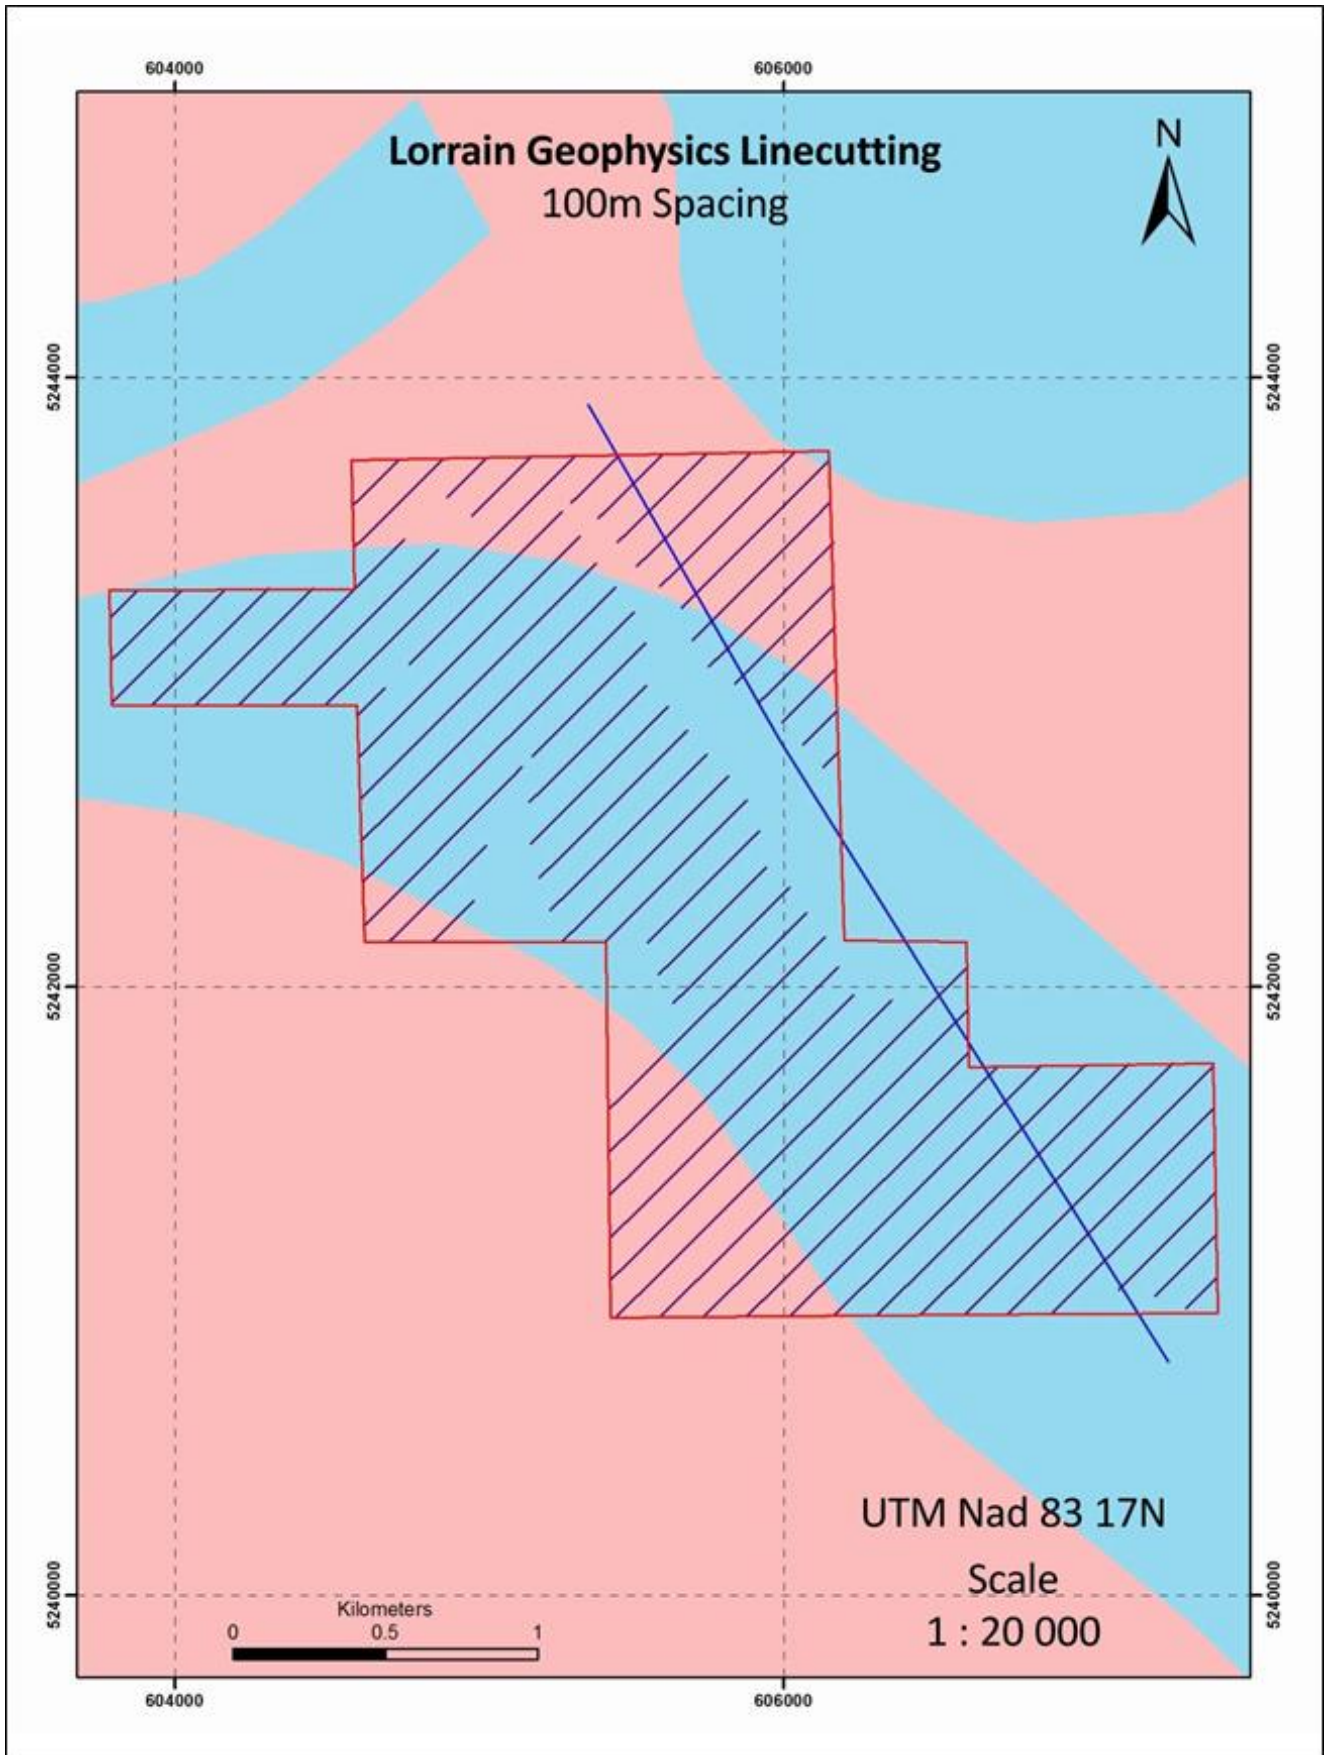 604000 606000
Lorrain Geophysics Linecutting
100m Spacing
N
5244000 5244000
5242000 5242000
UTM Nad 83 17N
Scale
1 : 20 000
5240000 5240000
Kilometers
0 0.5 1
604000 606000